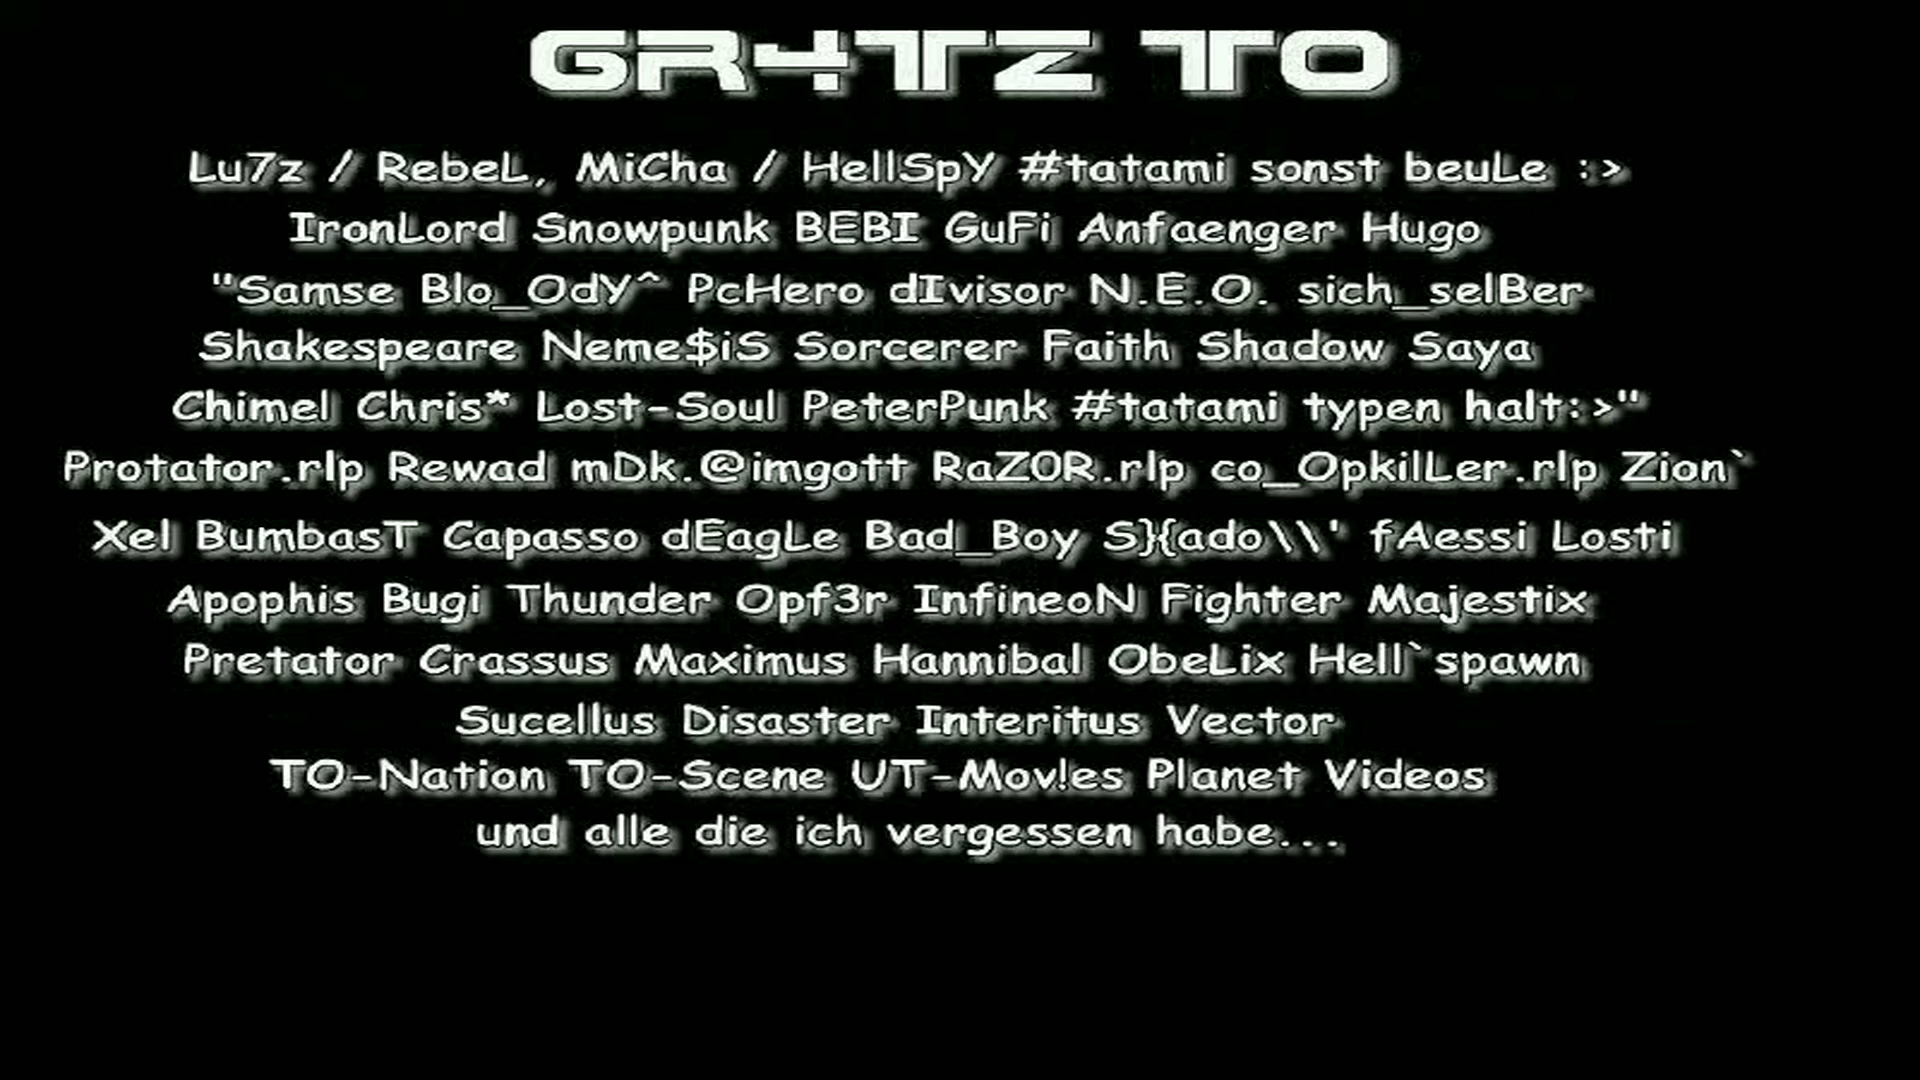 GR4TZ TO
Lu7z / RebeL, MiCha / HellSpY #tatami sonst beuLe :>
IronLord Snowpunk BEBI GuFi Anfaenger Hugo
"Samse Blo_OdY^ PcHero dIvisor N.E.O. sich_selBer
Shakespeare Neme$iS Sorcerer Faith Shadow Saya
Chimel Chris* Lost-Soul PeterPunk #tatami typen halt:>"
Protator.rlp Rewad mDk.@imgott RaZ0R.rlp co_OpkilLer.rlp Zion`
Xel BumbasT Capasso dEagLe Bad_Boy S}{ado\\' fAessi Losti
Apophis Bugi Thunder Opf3r InfineoN Fighter Majestix
Pretator Crassus Maximus Hannibal ObeLix Hell`spawn
Sucellus Disaster Interitus Vector
TO-Nation TO-Scene UT-Mov!es Planet Videos
und alle die ich vergessen habe...